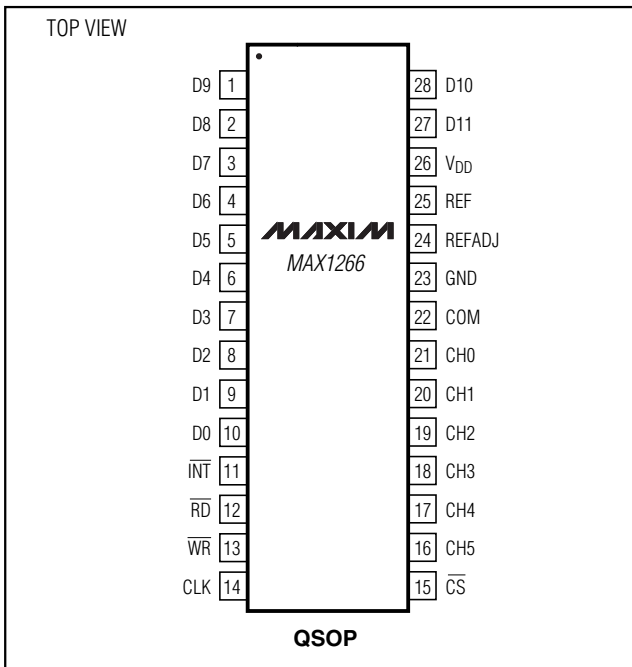 TOP VIEW
D9 1 28 D10
D8 2 27 D11
D7 3 26 VDD
D6 4 25 REF
D5 5 MAXIM 24 REFADJ
D4 6 MAX1266 23 GND
D3 7 22 COM
D2 8 21 CH0
D1 9 20 CH1
D0 10 19 CH2
INT 11 18 CH3
RD 12 17 CH4
WR 13 16 CH5
CLK 14 15 CS
QSOP